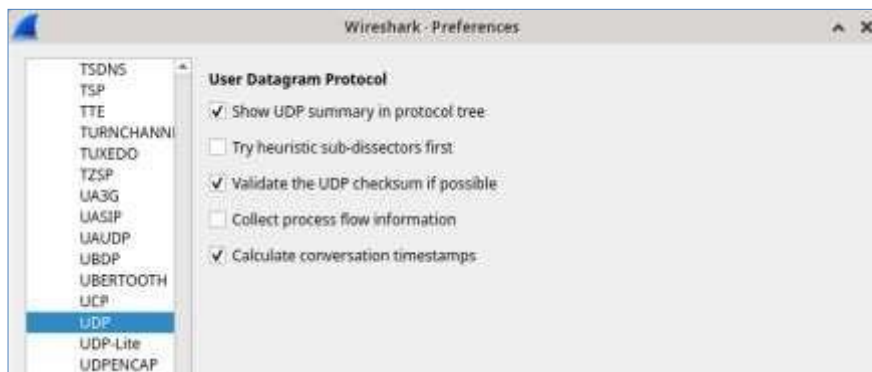 Wireshark · Preferences
TSDNS
TSP
TTE
TURNCHANNE
TUXEDO
TZSP
UA3G
UASIP
UAUDP
UBDP
UBERTOOTH
UCP
UDP
UDP-Lite
UDPENCAP
User Datagram Protocol
Show UDP summary in protocol tree
Try heuristic sub-dissectors first
Validate the UDP checksum if possible
Collect process flow information
Calculate conversation timestamps